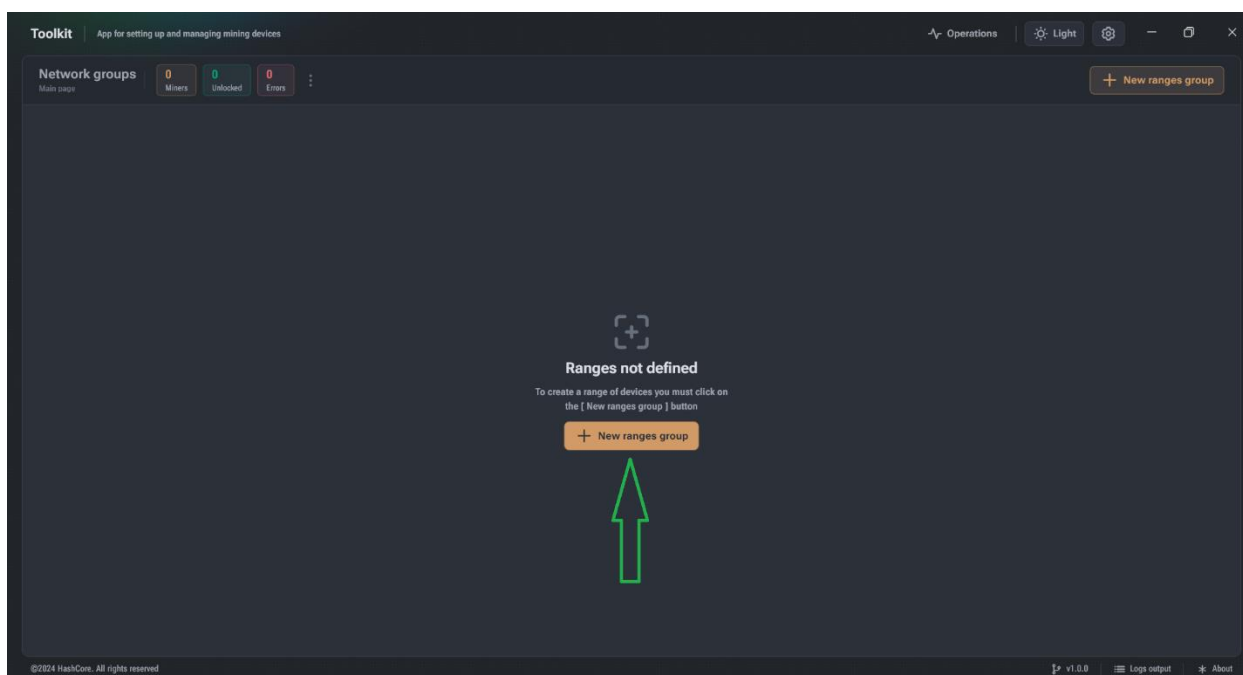 Toolkit
App for setting up and managing mining devices
Operations
Light
Network groups
Main page
0
Miners
0
Unlocked
0
Errors
New ranges group
Ranges not defined
To create a range of devices you must click on
the [ New ranges group ] button
New ranges group
©2024 HashCore. All rights reserved
v1.0.0
Logs output
About